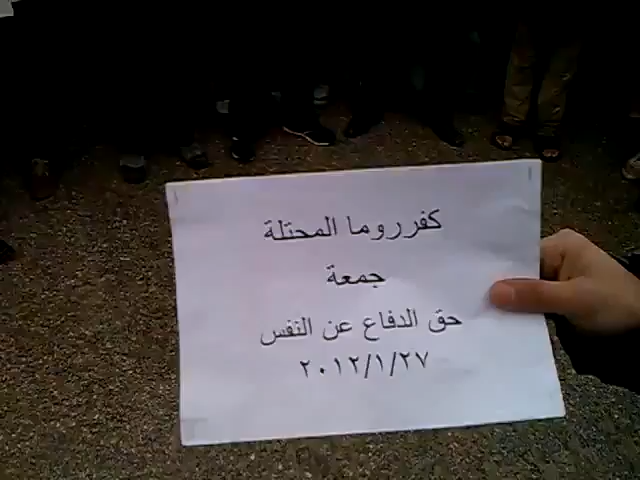 كفرروما المحتلة
جمعة
حق الدفاع عن النفس
٢٠١٢/١/٢٧